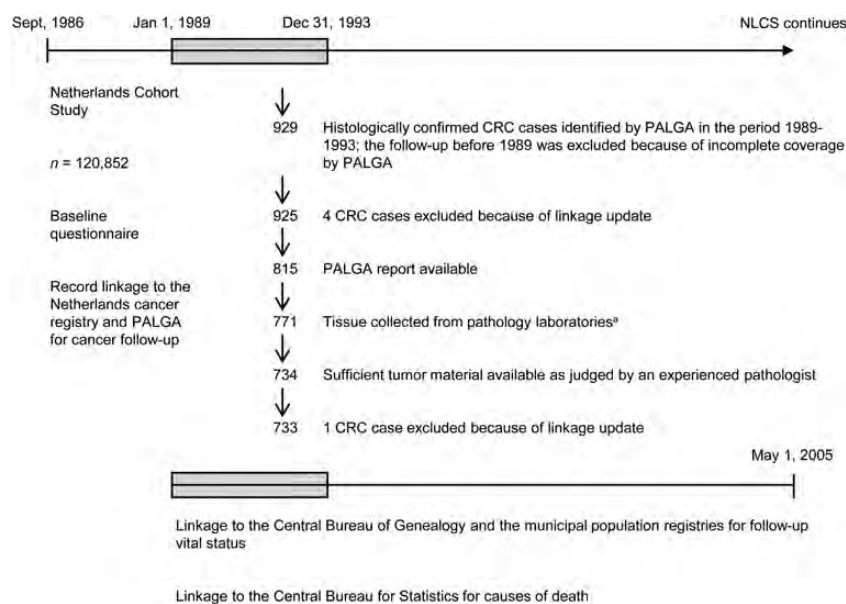 Sept, 1986 Jan 1, 1989 Dec 31, 1993 NLCS continues
Netherlands Cohort
Study
n = 120,852
Baseline
questionnaire
Record linkage to the
Netherlands cancer
registry and PALGA
for cancer follow-up
929 Histologically confirmed CRC cases identified by PALGA in the period 1989-
1993; the follow-up before 1989 was excluded because of incomplete coverage
by PALGA
925 4 CRC cases excluded because of linkage update
815 PALGA report available
771 Tissue collected from pathology laboratoriesᵃ
734 Sufficient tumor material available as judged by an experienced pathologist
733 1 CRC case excluded because of linkage update
May 1, 2005
Linkage to the Central Bureau of Genealogy and the municipal population registries for follow-up
vital status
Linkage to the Central Bureau for Statistics for causes of death